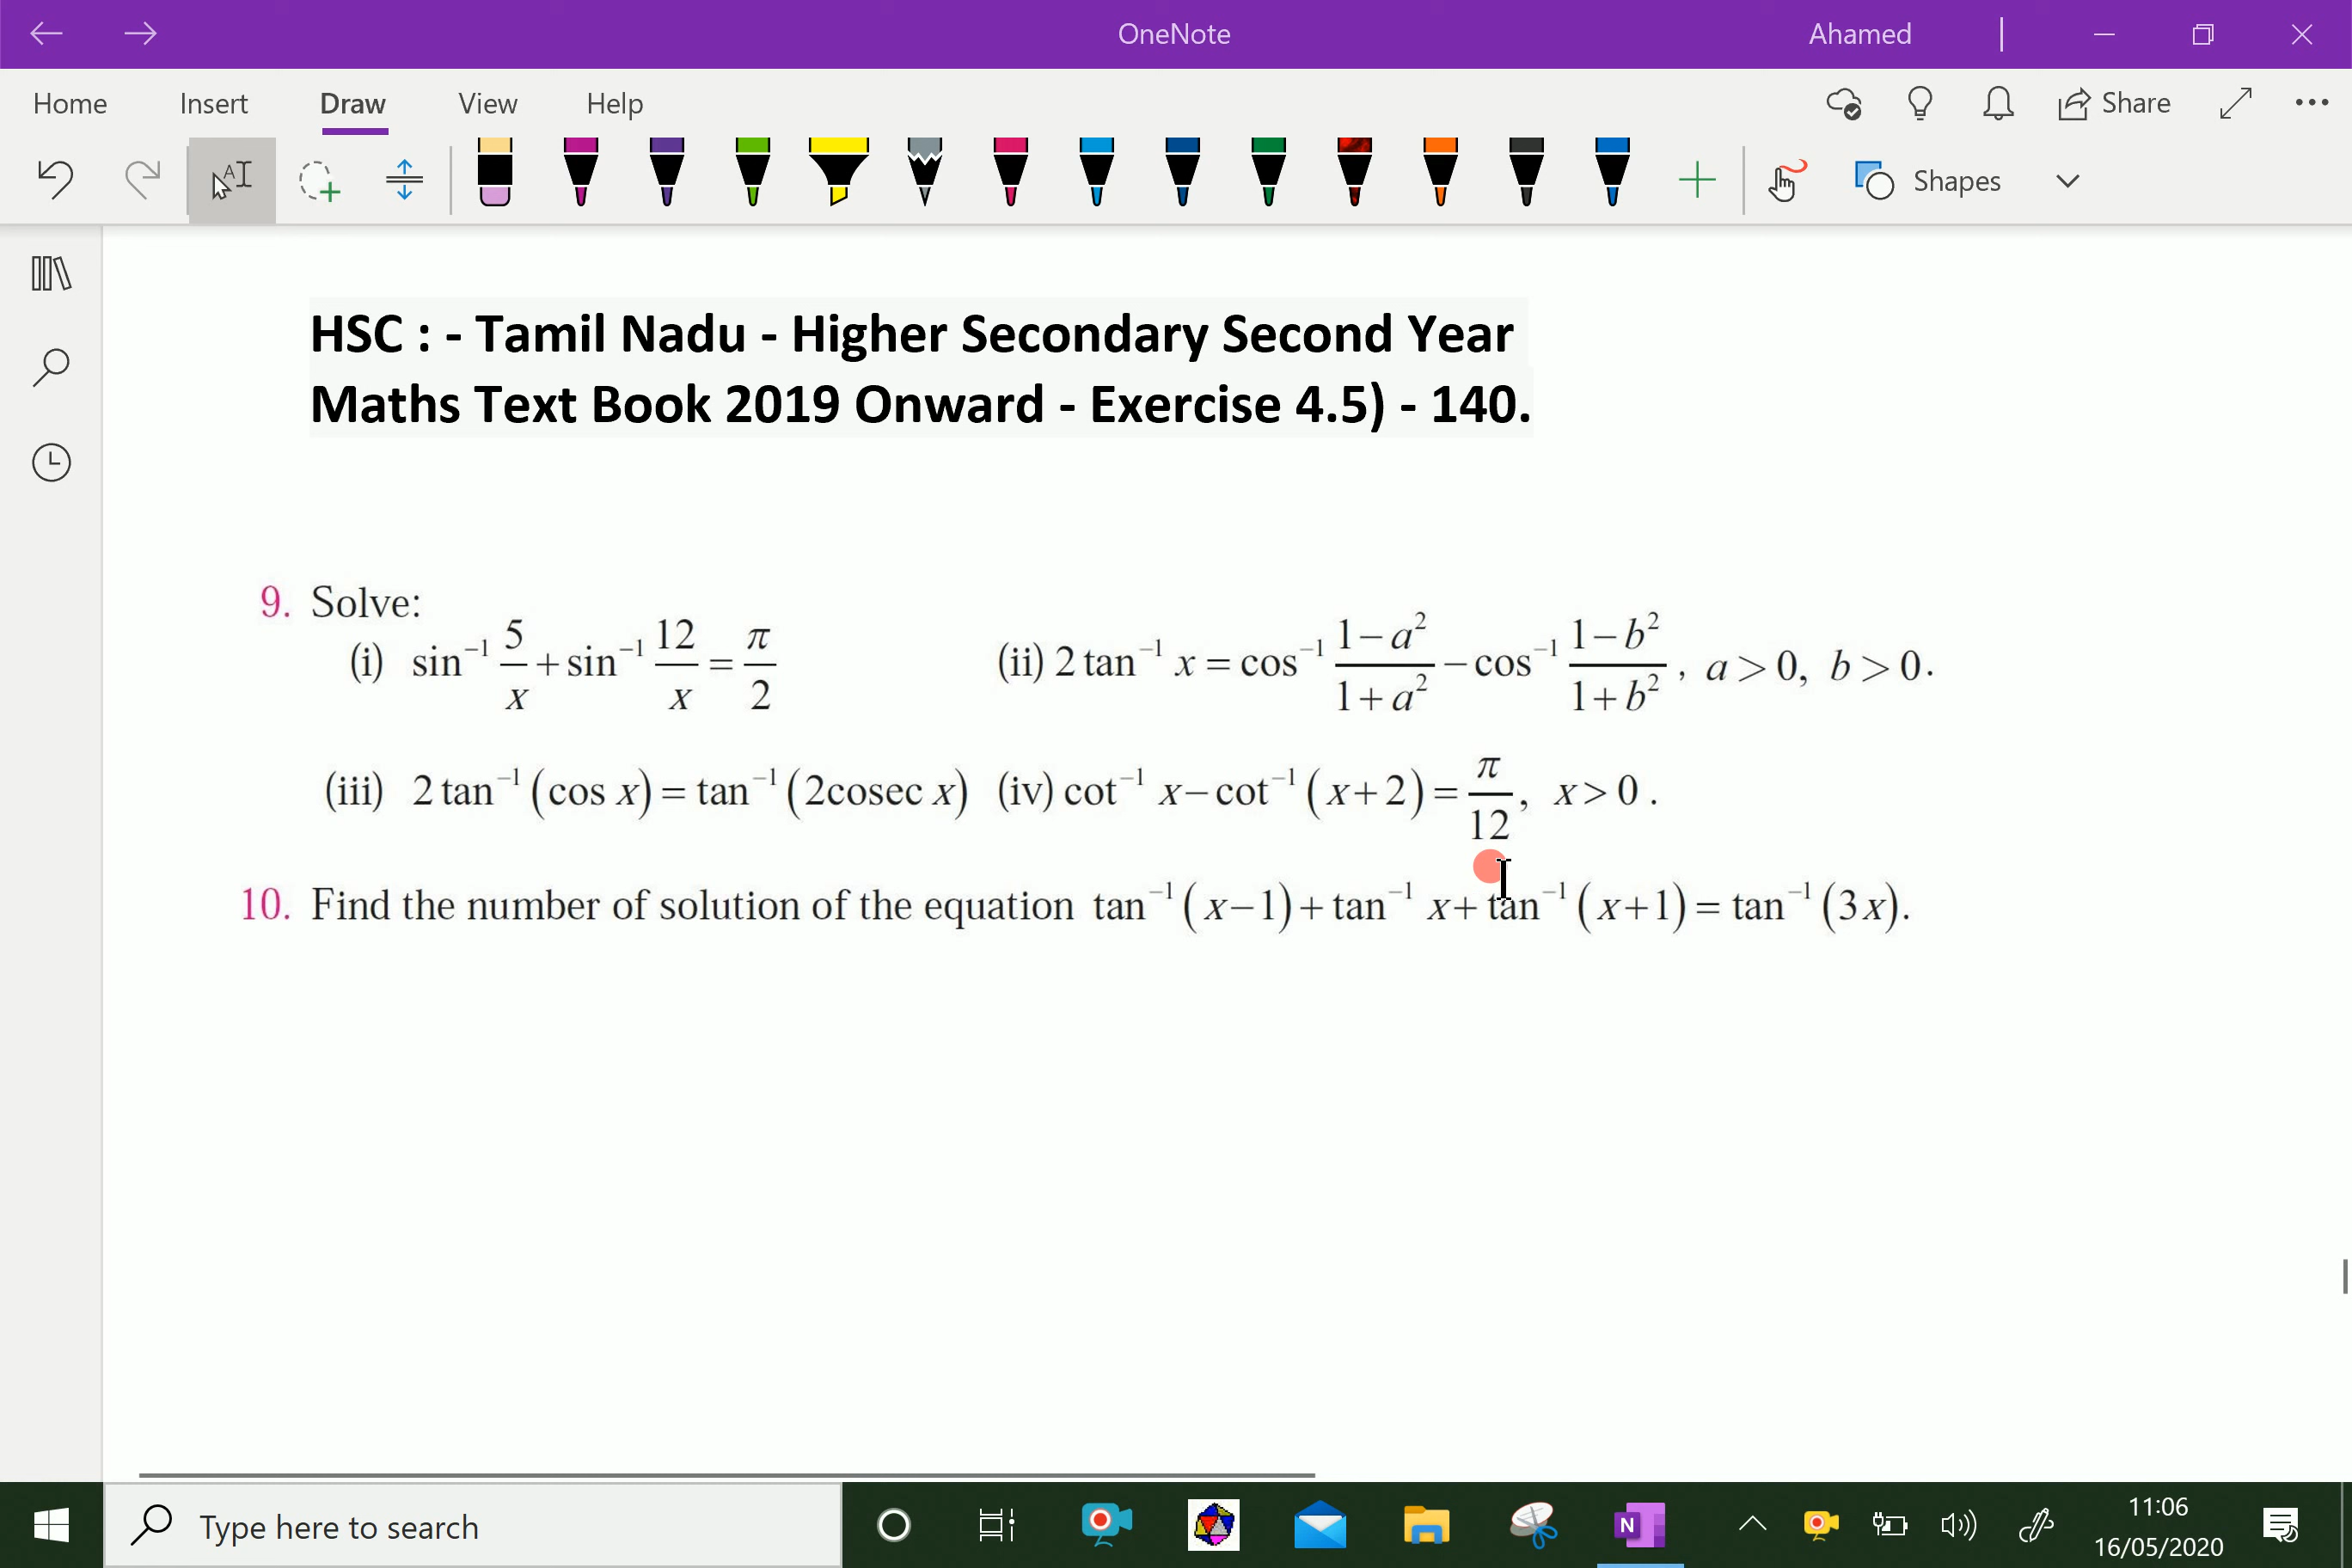 OneNote
Ahamed
Home Insert Draw View Help
Share
Shapes
HSC : - Tamil Nadu - Higher Secondary Second Year
Maths Text Book 2019 Onward - Exercise 4.5) - 140.
9. Solve:
(i) sin⁻¹ 5/x + sin⁻¹ 12/x = π/2 (ii) 2 tan⁻¹ x = cos⁻¹ (1−a²)/(1+a²) − cos⁻¹ (1−b²)/(1+b²), a > 0, b > 0.
(iii) 2 tan⁻¹ (cos x) = tan⁻¹ (2cosec x) (iv) cot⁻¹ x − cot⁻¹ (x+2) = π/12, x > 0.
10. Find the number of solution of the equation tan⁻¹ (x−1) + tan⁻¹ x + tan⁻¹ (x+1) = tan⁻¹ (3x).
Type here to search
N
11:06
16/05/2020